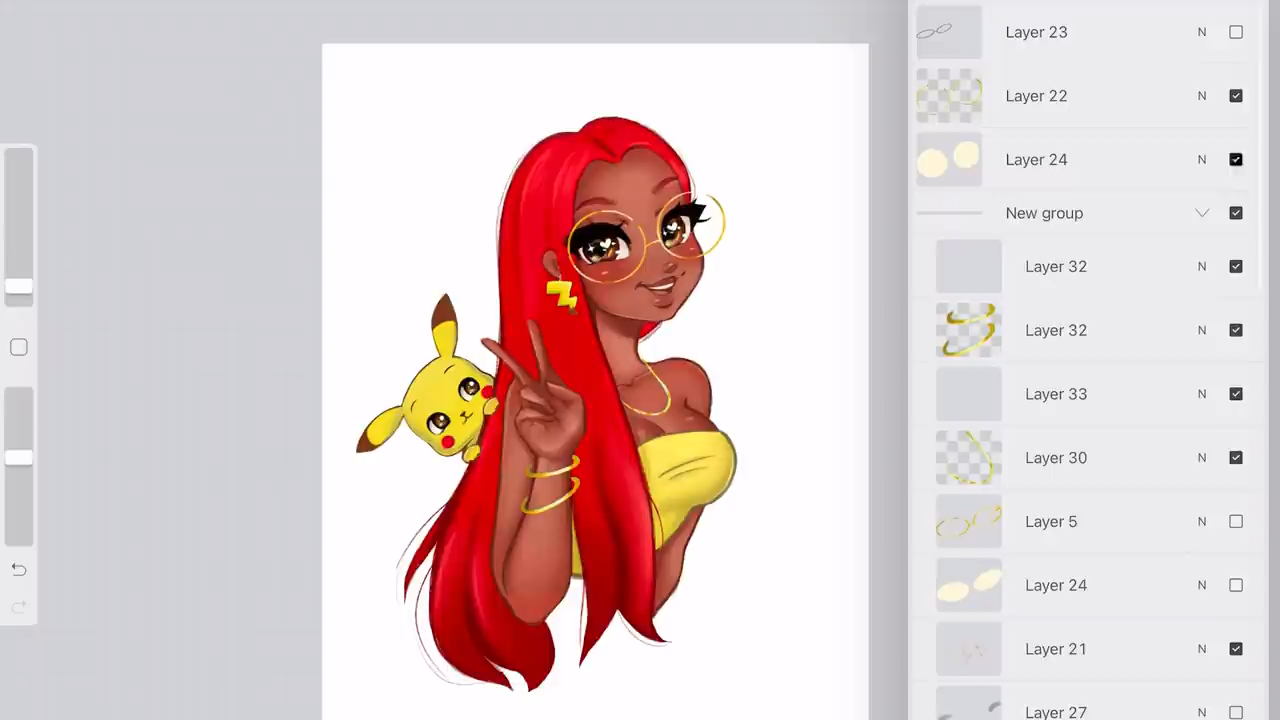 Layer 23 N
Layer 22 N
Layer 24 N
New group
Layer 32 N
Layer 32 N
Layer 33 N
Layer 30 N
Layer 5 N
Layer 24 N
Layer 21 N
Layer 27 N